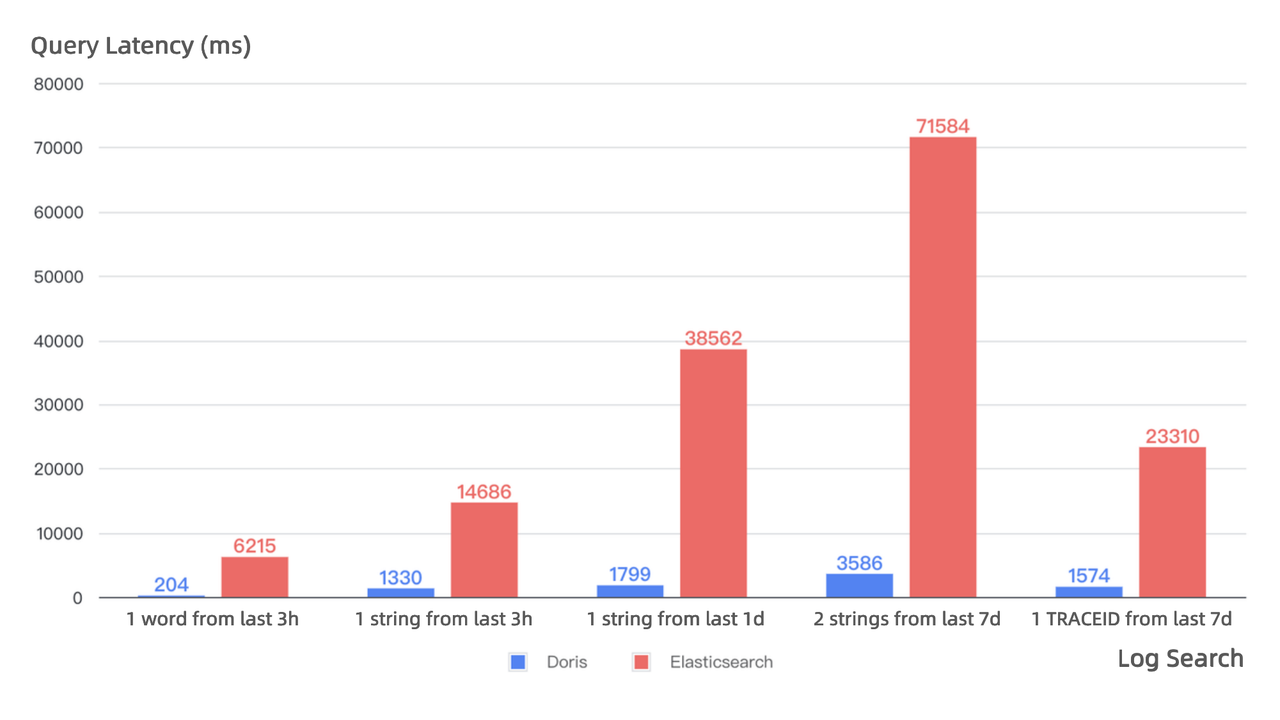 Query Latency (ms)
80000
70000
60000
50000
40000
30000
20000
10000
0
204
6215
1330
14686
1799
38562
3586
71584
1574
23310
1 word from last 3h
1 string from last 3h
1 string from last 1d
2 strings from last 7d
1 TRACEID from last 7d
Doris
Elasticsearch
Log Search